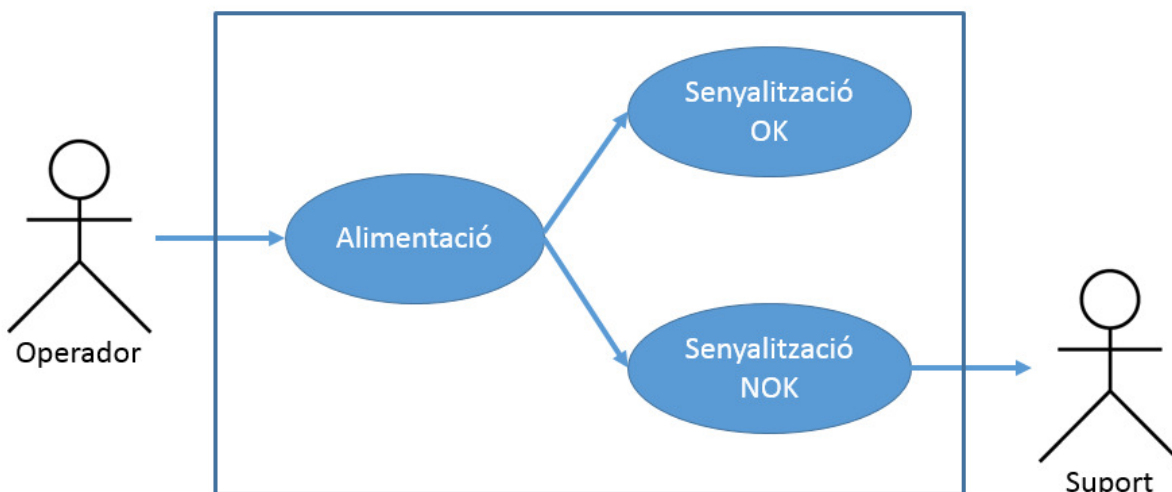 Senyalització
OK
Alimentació
Operador
Senyalització
NOK
Suport